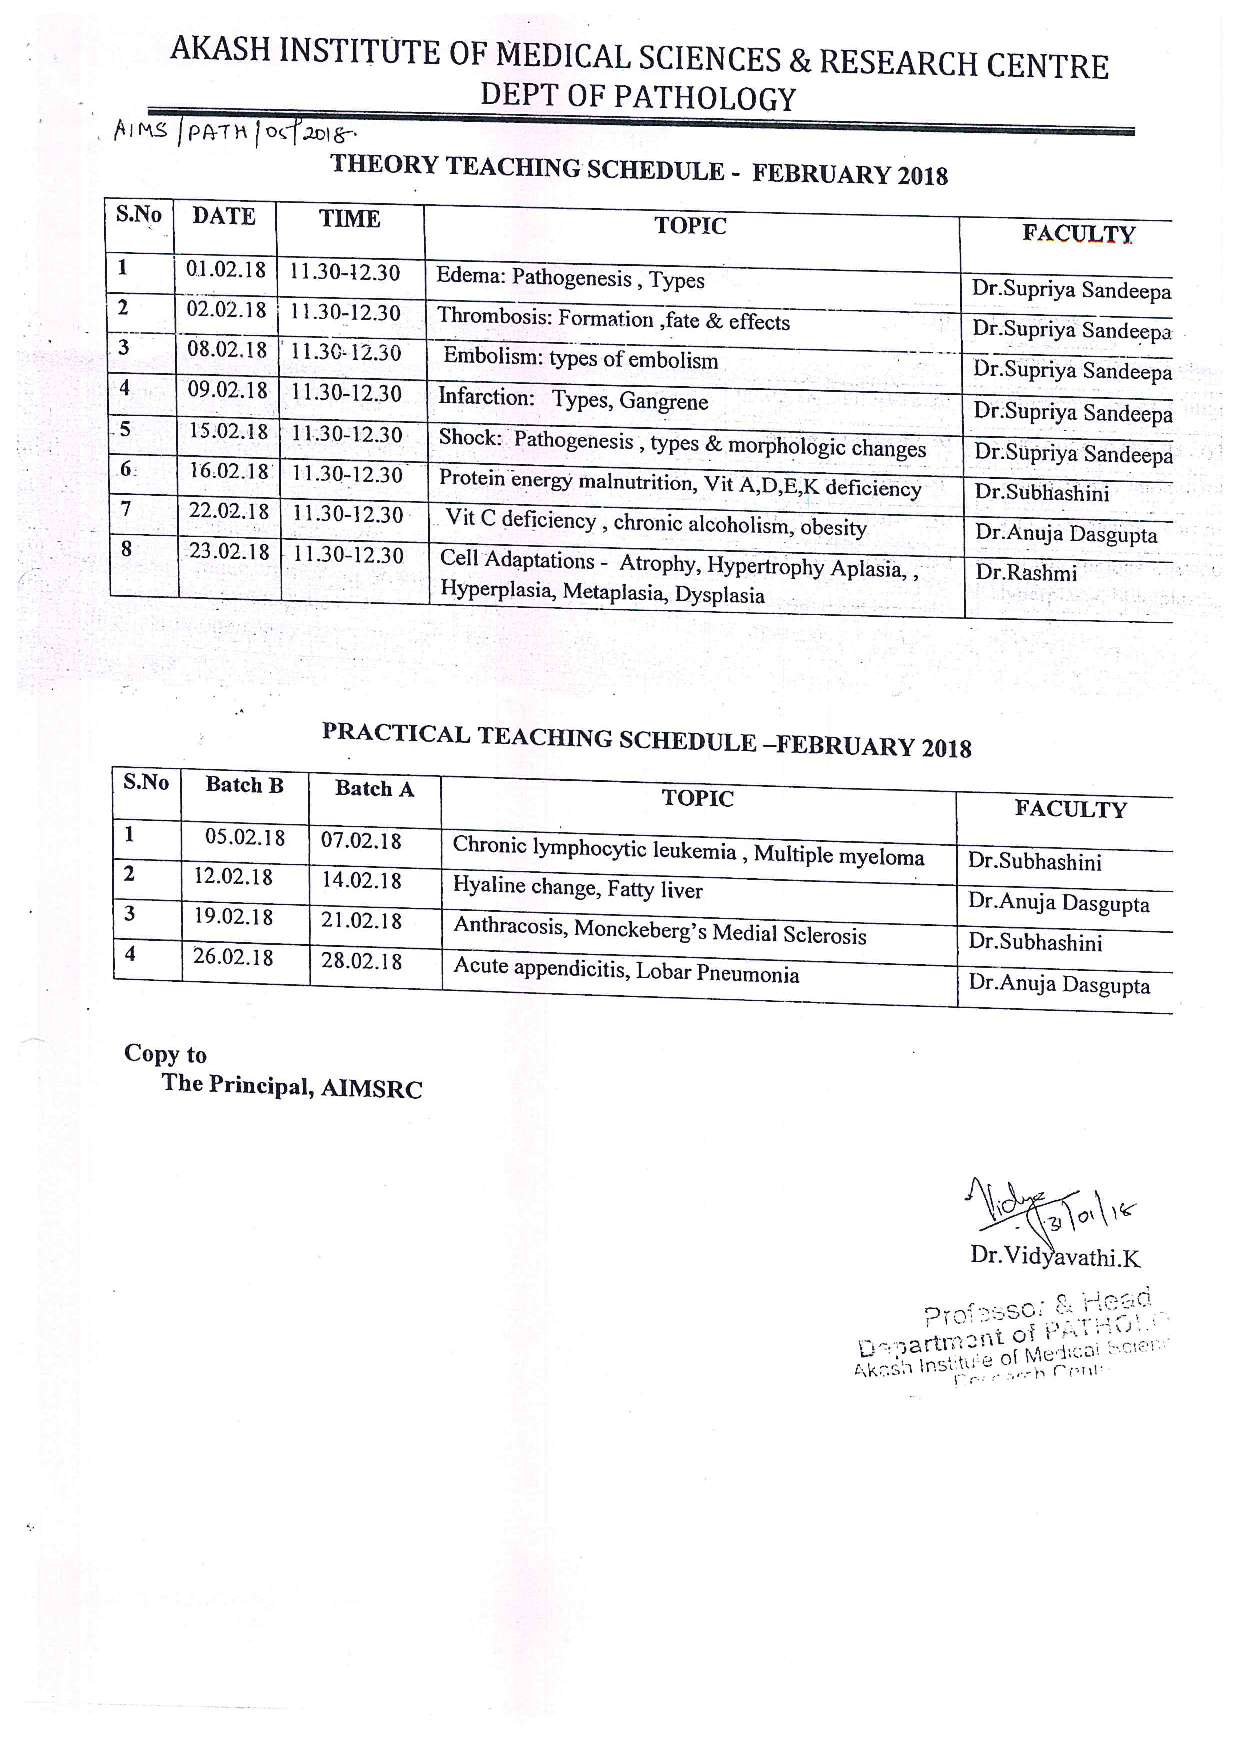 AKASH INSTITUTE OF MEDICAL SCIENCES & RESEARCH CENTRE
DEPT OF PATHOLOGY
AIMS/PATH/ /2018
THEORY TEACHING SCHEDULE - FEBRUARY 2018
S.No DATE TIME TOPIC FACULTY
1 01.02.18 11.30-12.30 Edema: Pathogenesis , Types Dr.Supriya Sandeepa
2 02.02.18 11.30-12.30 Thrombosis: Formation ,fate & effects Dr.Supriya Sandeepa
3 08.02.18 11.30-12.30 Embolism: types of embolism Dr.Supriya Sandeepa
4 09.02.18 11.30-12.30 Infarction: Types, Gangrene Dr.Supriya Sandeepa
5 15.02.18 11.30-12.30 Shock: Pathogenesis , types & morphologic changes Dr.Supriya Sandeepa
6 16.02.18 11.30-12.30 Protein energy malnutrition, Vit A,D,E,K deficiency Dr.Subhashini
7 22.02.18 11.30-12.30 Vit C deficiency , chronic alcoholism, obesity Dr.Anuja Dasgupta
8 23.02.18 11.30-12.30 Cell Adaptations - Atrophy, Hypertrophy Aplasia, , Dr.Rashmi
Hyperplasia, Metaplasia, Dysplasia
PRACTICAL TEACHING SCHEDULE –FEBRUARY 2018
S.No Batch B Batch A TOPIC FACULTY
1 05.02.18 07.02.18 Chronic lymphocytic leukemia , Multiple myeloma Dr.Subhashini
2 12.02.18 14.02.18 Hyaline change, Fatty liver Dr.Anuja Dasgupta
3 19.02.18 21.02.18 Anthracosis, Monckeberg's Medial Sclerosis Dr.Subhashini
4 26.02.18 28.02.18 Acute appendicitis, Lobar Pneumonia Dr.Anuja Dasgupta
Copy to
The Principal, AIMSRC
31/01/18
Dr.Vidyavathi.K
Professor & Head
Department of
Akash Institute of Medical